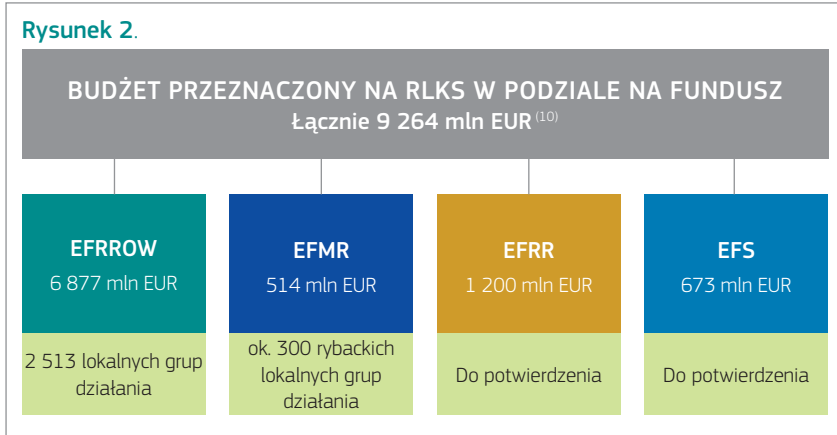 Rysunek 2.
BUDŻET PRZEZNACZONY NA RLKS W PODZIALE NA FUNDUSZ
Łącznie 9 264 mln EUR (10)
EFRROW
6 877 mln EUR
2 513 lokalnych grup
działania
EFMR
514 mln EUR
ok. 300 rybackich
lokalnych grup
działania
EFRR
1 200 mln EUR
Do potwierdzenia
EFS
673 mln EUR
Do potwierdzenia